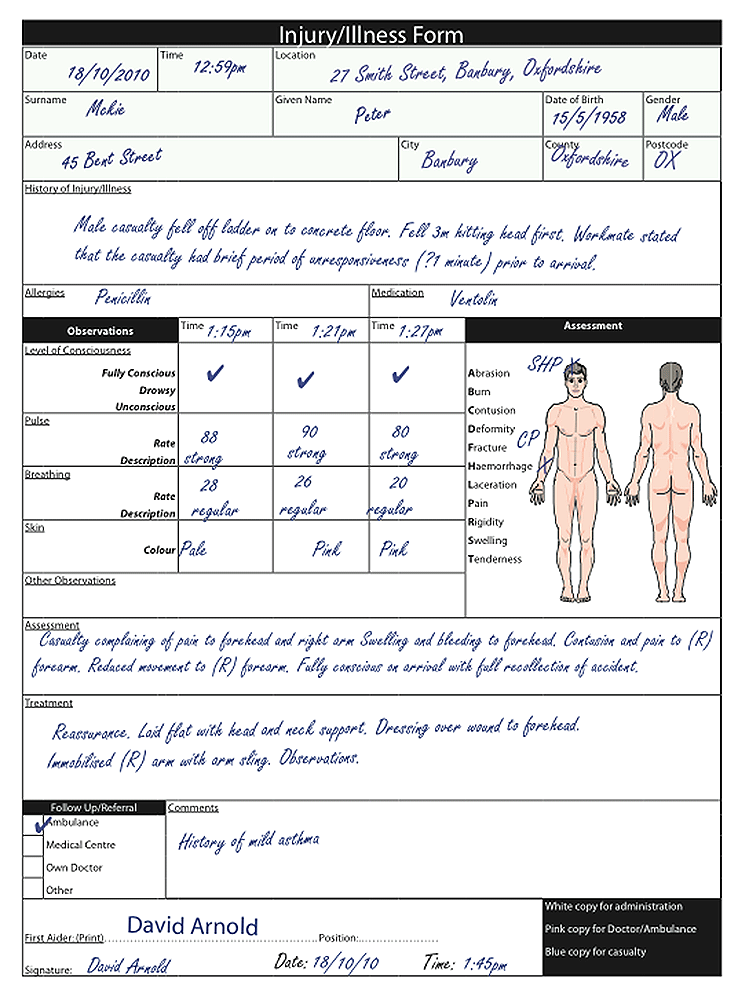 Injury/Illness Form
Date 18/10/2010 Time 12:59pm Location 27 Smith Street, Banbury, Oxfordshire
Surname Mckie Given Name Peter Date of Birth 15/5/1958 Gender Male
Address 45 Bent Street City Banbury County Oxfordshire Postcode OX
History of Injury/Illness
Male casualty fell off ladder on to concrete floor. Fell 3m hitting head first. Workmate stated
that the casualty had brief period of unresponsiveness (?1 minute) prior to arrival.
Allergies Penicillin Medication Ventolin
Observations Time 1:15pm Time 1:21pm Time 1:27pm Assessment
Level of Consciousness
Fully Conscious ✓ ✓ ✓
Drowsy
Unconscious
Pulse
Rate 88 90 80
Description strong strong strong
Breathing
Rate 28 26 20
Description regular regular regular
Skin
Colour Pale Pink Pink
Other Observations
SHP X
Abrasion
Burn
Contusion
Deformity
CP
Fracture
Haemorrhage X
Laceration
Pain
Rigidity
Swelling
Tenderness
Assessment
Casualty complaining of pain to forehead and right arm Swelling and bleeding to forehead. Contusion and pain to (R)
forearm. Reduced movement to (R) forearm. Fully conscious on arrival with full recollection of accident.
Treatment
Reassurance. Laid flat with head and neck support. Dressing over wound to forehead.
Immobilised (R) arm with arm sling. Observations.
Follow Up/Referral Comments
✓ Ambulance
Medical Centre
Own Doctor
Other
History of mild asthma
First Aider: (Print) David Arnold Position:
Signature: David Arnold Date: 18/10/10 Time: 1:45pm
White copy for administration
Pink copy for Doctor/Ambulance
Blue copy for casualty